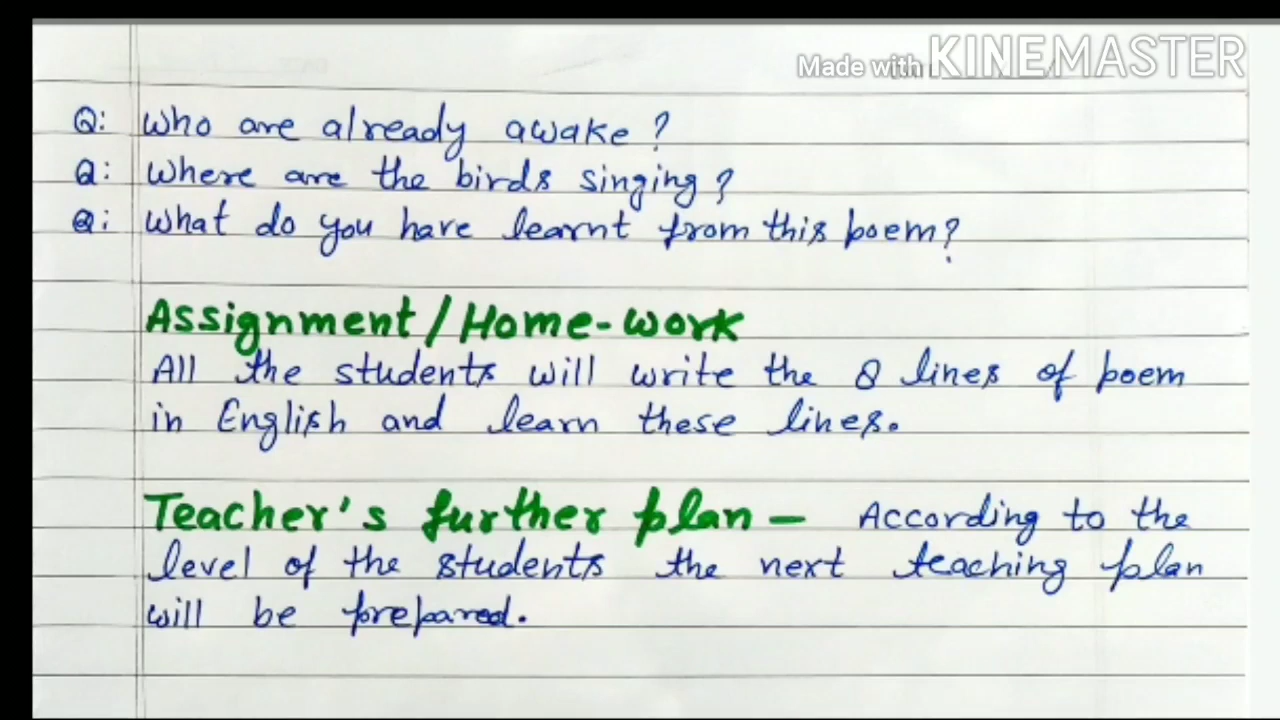 Made with KINEMASTER
Q: Who are already awake?
Q: Where are the birds singing?
Q: What do you have learnt from this poem?
Assignment / Home-work
All the students will write the 8 lines of poem
in English and learn these lines.
Teacher's further plan - According to the
level of the students the next teaching plan
will be prepared.